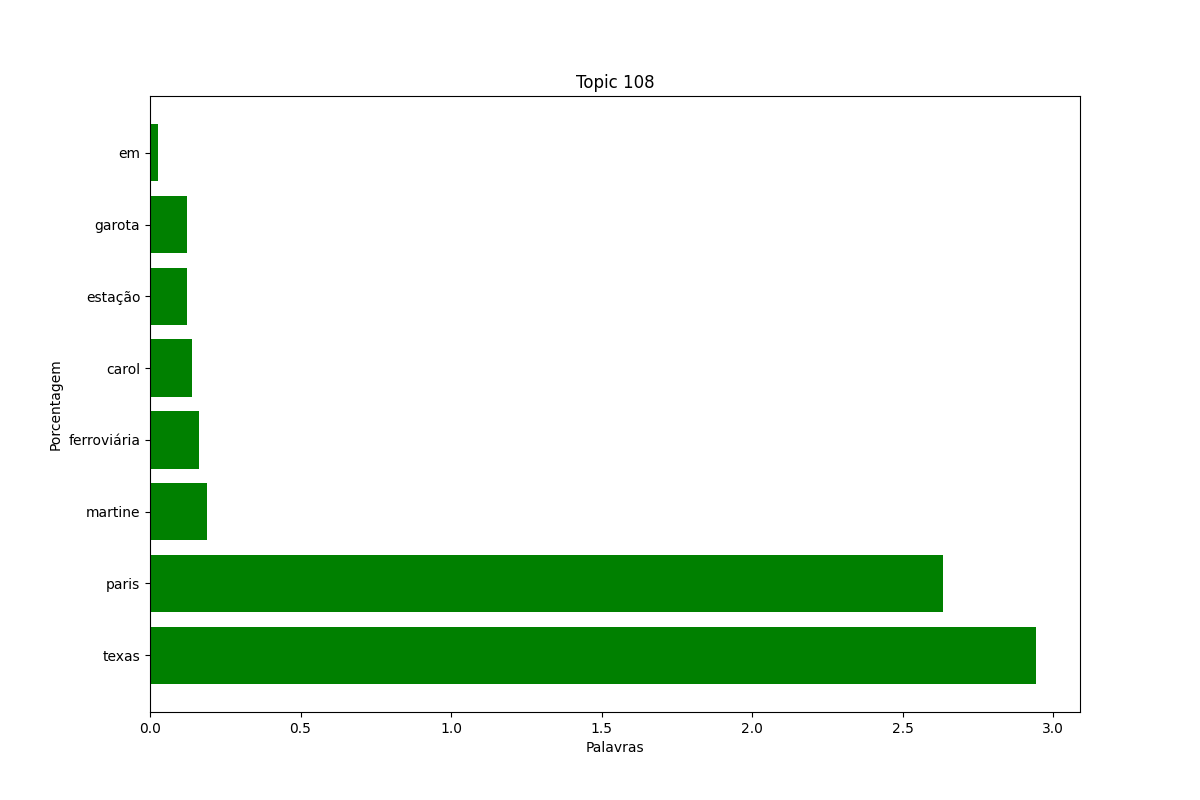 Topic 108
em
garota
estação
carol
ferroviária
martine
paris
texas
Porcentagem
0.0 0.5 1.0 1.5 2.0 2.5 3.0
Palavras